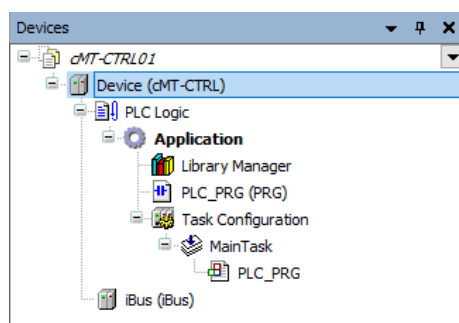 Devices
cMT-CTRL01
Device (cMT-CTRL)
PLC Logic
Application
Library Manager
PLC_PRG (PRG)
Task Configuration
MainTask
PLC_PRG
iBus (iBus)